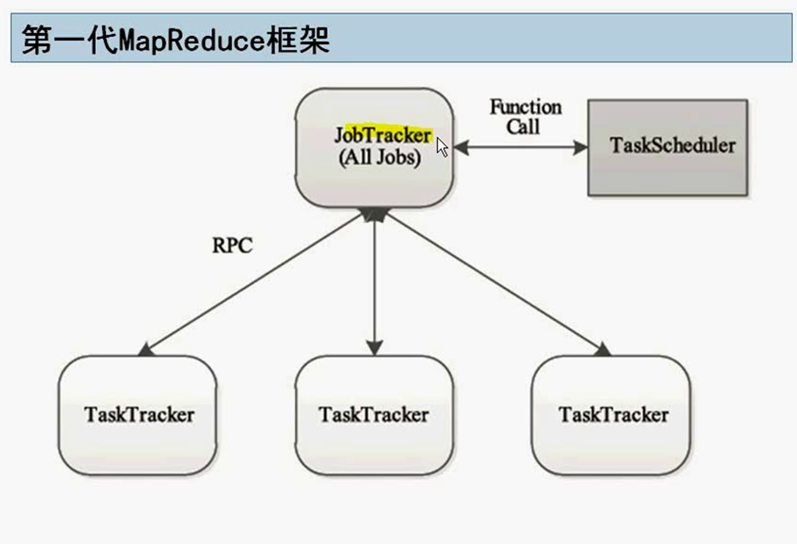 第一代MapReduce框架
JobTracker
(All Jobs)
Function
Call
TaskScheduler
RPC
TaskTracker
TaskTracker
TaskTracker